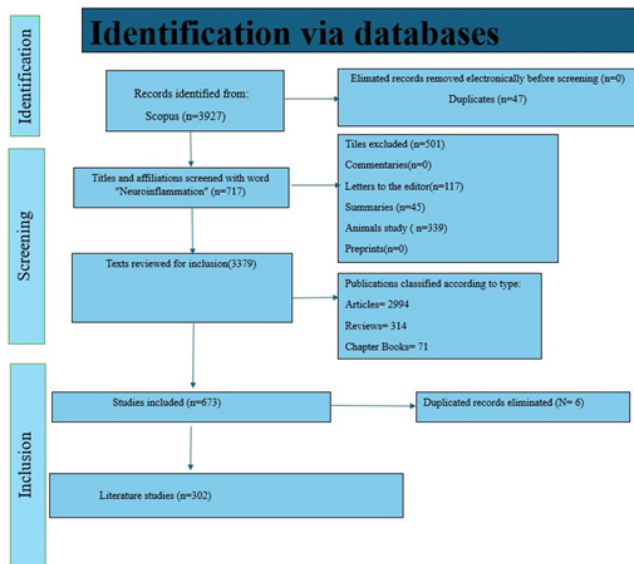 Identification via databases
Identification
Records identified from:
Scopus (n=3927)
Elimated records removed electronically before screening (n=0)
Duplicates (n=47)
Screening
Titles and affiliations screened with word
"Neuroinflammation" (n=717)
Tiles excluded (n=501)
Commentaries(n=0)
Letters to the editor(n=117)
Summaries (n=45)
Animals study ( n=339)
Preprints(n=0)
Texts reviewed for inclusion(3379)
Publications classified according to type:
Articles= 2994
Reviews= 314
Chapter Books= 71
Inclusion
Studies included (n=673)
Duplicated records eliminated (N= 6)
Literature studies (n=302)